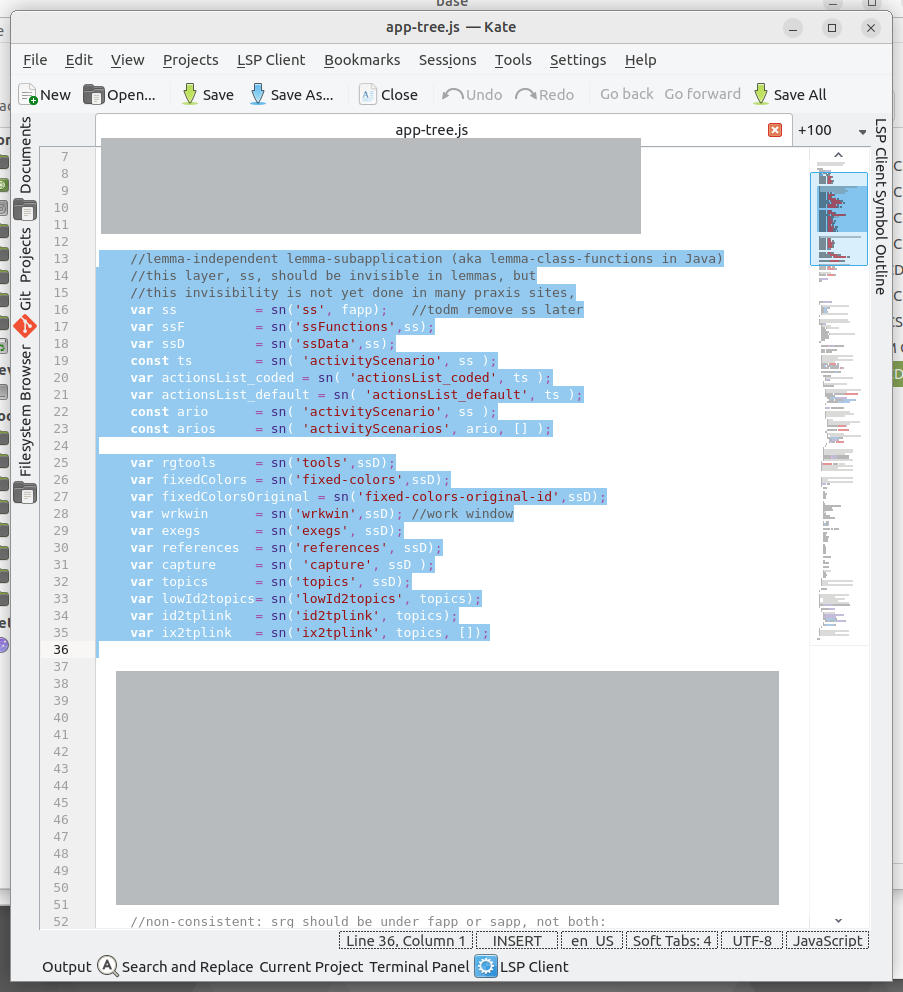 base
app-tree.js — Kate
File Edit View Projects LSP Client Bookmarks Sessions Tools Settings Help
New Open... Save Save As... Close Undo Redo Go back Go forward Save All
app-tree.js +100
Documents
Projects
Git
Filesystem Browser
LSP Client Symbol Outline
7
8
9
10
11
12
13 //lemma-independent lemma-subapplication (aka lemma-class-functions in Java)
14 //this layer, ss, should be invisible in lemmas, but
15 //this invisibility is not yet done in many praxis sites,
16 var ss = sn('ss', fapp); //todm remove ss later
17 var ssF = sn('ssFunctions',ss);
18 var ssD = sn('ssData',ss);
19 const ts = sn( 'activityScenario', ss );
20 var actionsList_coded = sn( 'actionsList_coded', ts );
21 var actionsList_default = sn( 'actionsList_default', ts );
22 const ario = sn( 'activityScenario', ss );
23 const arios = sn( 'activityScenarios', ario, [] );
24
25 var rgtools = sn('tools',ssD);
26 var fixedColors = sn('fixed-colors',ssD);
27 var fixedColorsOriginal = sn('fixed-colors-original-id',ssD);
28 var wrkwin = sn('wrkwin',ssD); //work window
29 var exegs = sn('exegs', ssD);
30 var references = sn('references', ssD);
31 var capture = sn( 'capture', ssD );
32 var topics = sn('topics', ssD);
33 var lowId2topics= sn('lowId2topics', topics);
34 var id2tplink = sn('id2tplink', topics);
35 var ix2tplink = sn('ix2tplink', topics, []);
36
37
38
39
40
41
42
43
44
45
46
47
48
49
50
51
52 //non-consistent: srg should be under fapp or sapp, not both:
Line 36, Column 1 INSERT en_US Soft Tabs: 4 UTF-8 JavaScript
Output Search and Replace Current Project Terminal Panel LSP Client